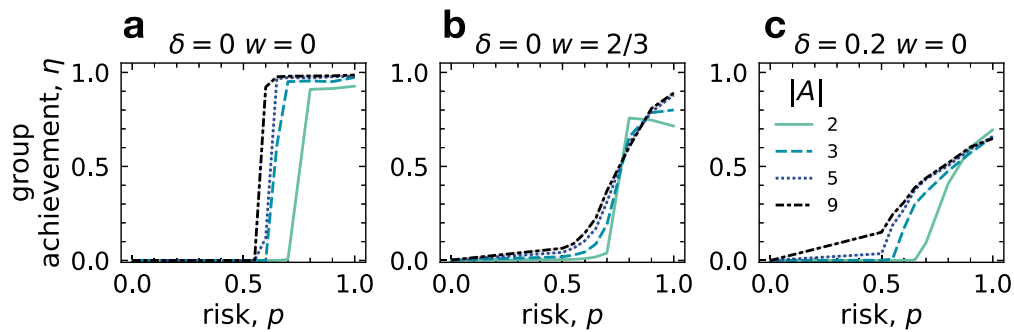 a
δ = 0 w = 0
b
δ = 0 w = 2/3
c
δ = 0.2 w = 0
group
achievement, η
1.0
0.5
0.0
0.0
0.5
1.0
risk, p
1.0
0.5
0.0
0.0
0.5
1.0
risk, p
1.0
0.5
0.0
0.0
0.5
1.0
risk, p
|A|
2
3
5
9